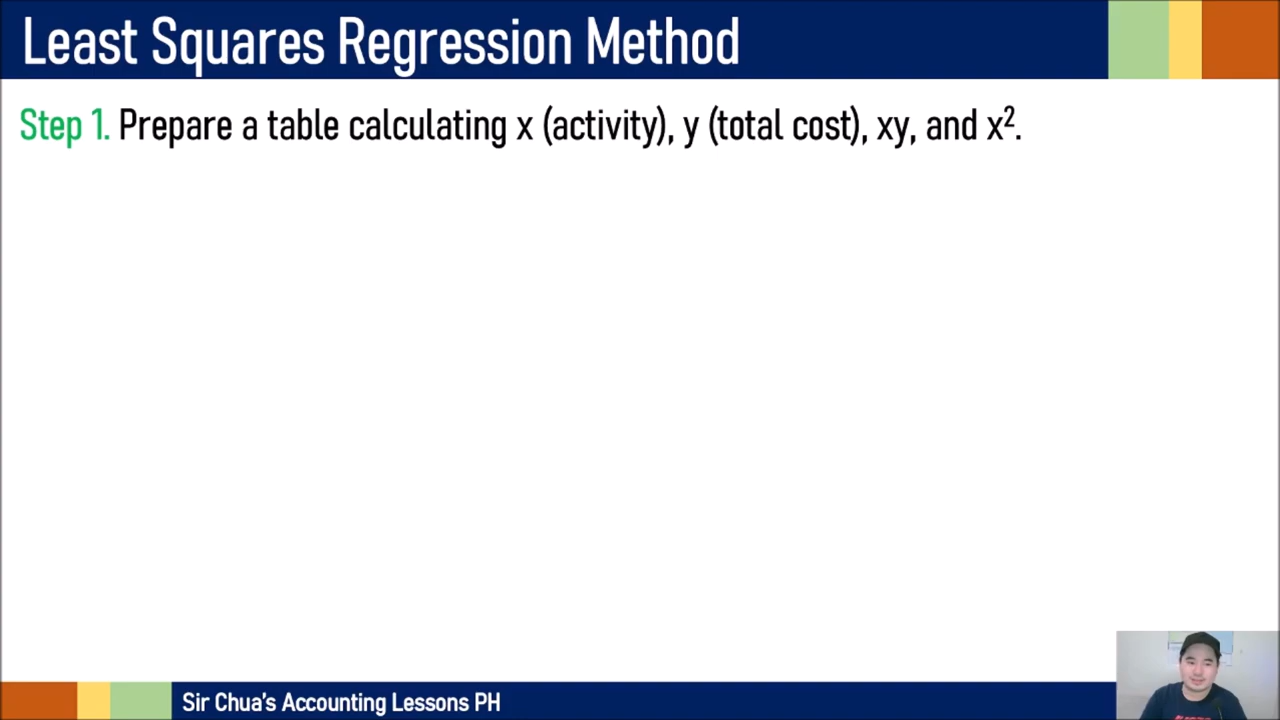 Least Squares Regression Method
Step 1. Prepare a table calculating x (activity), y (total cost), xy, and x².
Sir Chua's Accounting Lessons PH